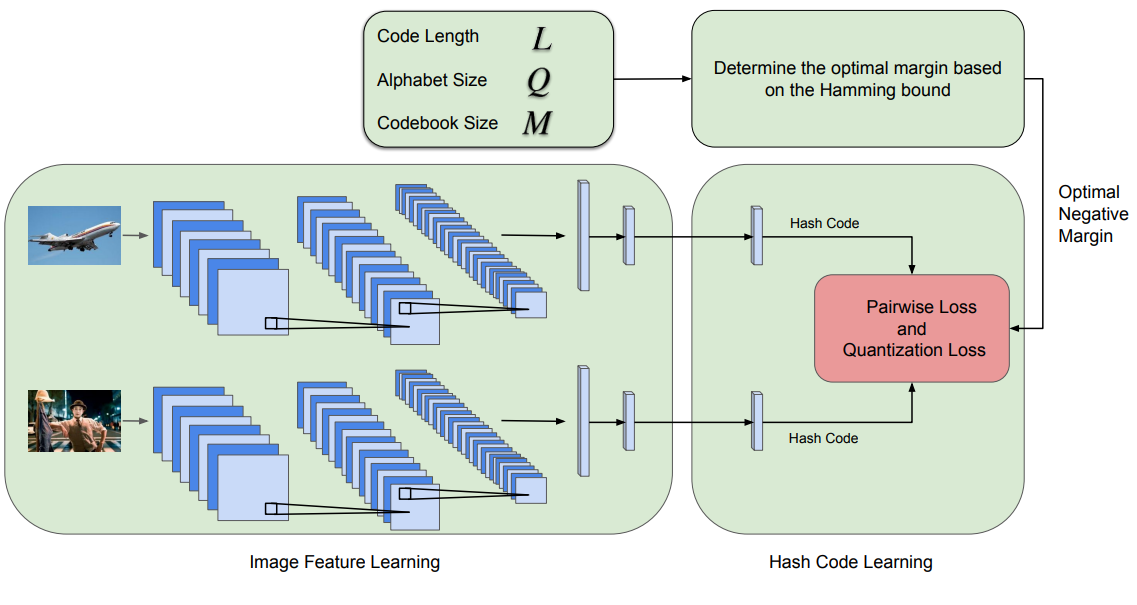 Code Length L
Alphabet Size Q
Codebook Size M
Determine the optimal margin based
on the Hamming bound
Optimal
Negative
Margin
Hash Code
Pairwise Loss
and
Quantization Loss
Hash Code
Image Feature Learning
Hash Code Learning